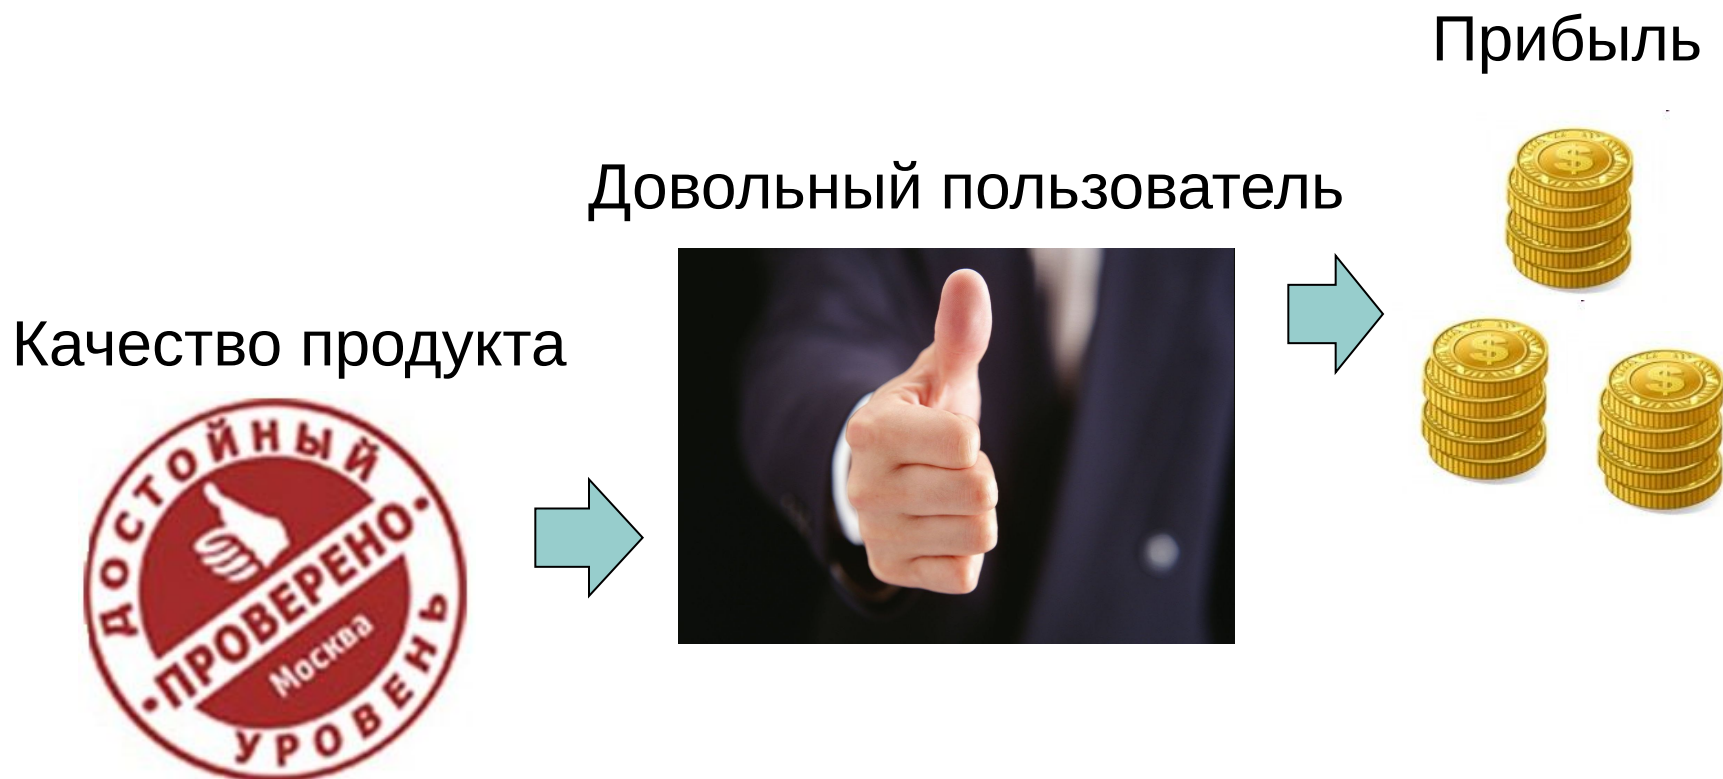 Прибыль
Довольный пользователь
Качество продукта
ДОСТОЙНЫЙ
ПРОВЕРЕНО
Москва
УРОВЕНЬ
$
$
$